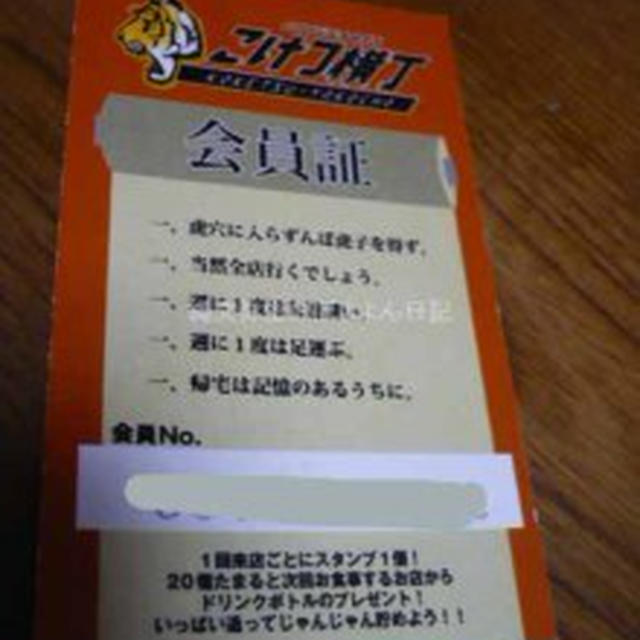 こけつ横丁
KOKETSU-YOKOCHO
会員証
一、虎穴に入らずんば虎子を得ず。
一、当然全店行くでしょう。
一、週に1度は友達誘い、
一、週に1度は足運ぶ。
一、帰宅は記憶のあるうちに。
会員No.
1回来店ごとにスタンプ1個！
20個たまると次回お食事するお店から
ドリンクボトルのプレゼント！
いっぱい通ってじゃんじゃん貯めよう！！